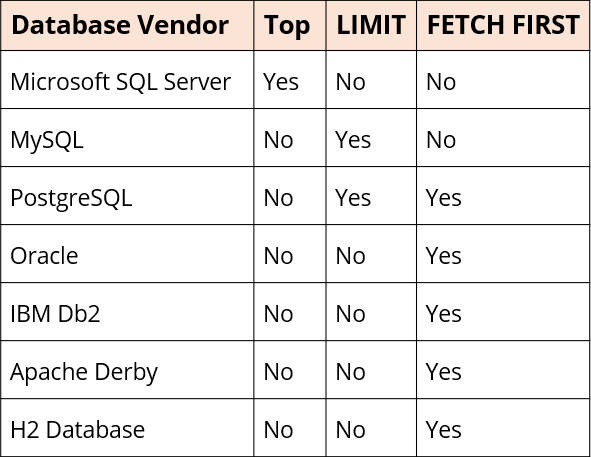 Database Vendor Top LIMIT FETCH FIRST
Microsoft SQL Server Yes No No
MySQL No Yes No
PostgreSQL No Yes Yes
Oracle No No Yes
IBM Db2 No No Yes
Apache Derby No No Yes
H2 Database No No Yes